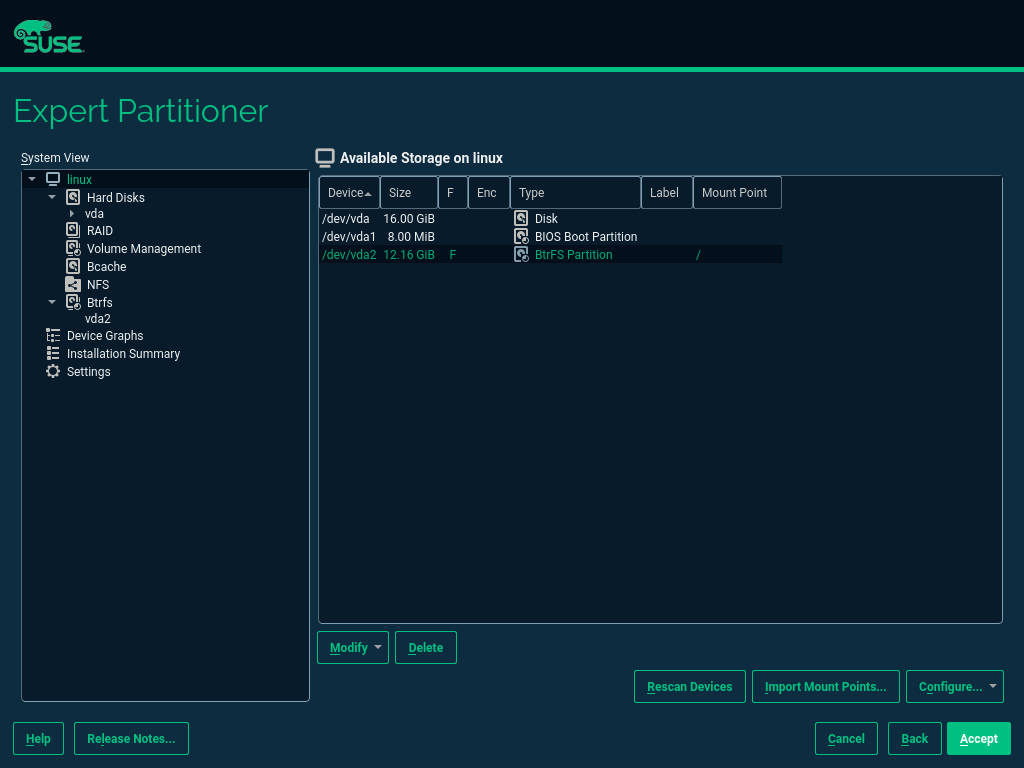 SUSE
Expert Partitioner
System View
linux
Hard Disks
vda
RAID
Volume Management
Bcache
NFS
Btrfs
vda2
Device Graphs
Installation Summary
Settings
Available Storage on linux
Device Size F Enc Type Label Mount Point
/dev/vda 16.00 GiB Disk
/dev/vda1 8.00 MiB BIOS Boot Partition
/dev/vda2 12.16 GiB F BtrFS Partition /
Modify Delete
Rescan Devices Import Mount Points... Configure...
Help Release Notes... Cancel Back Accept